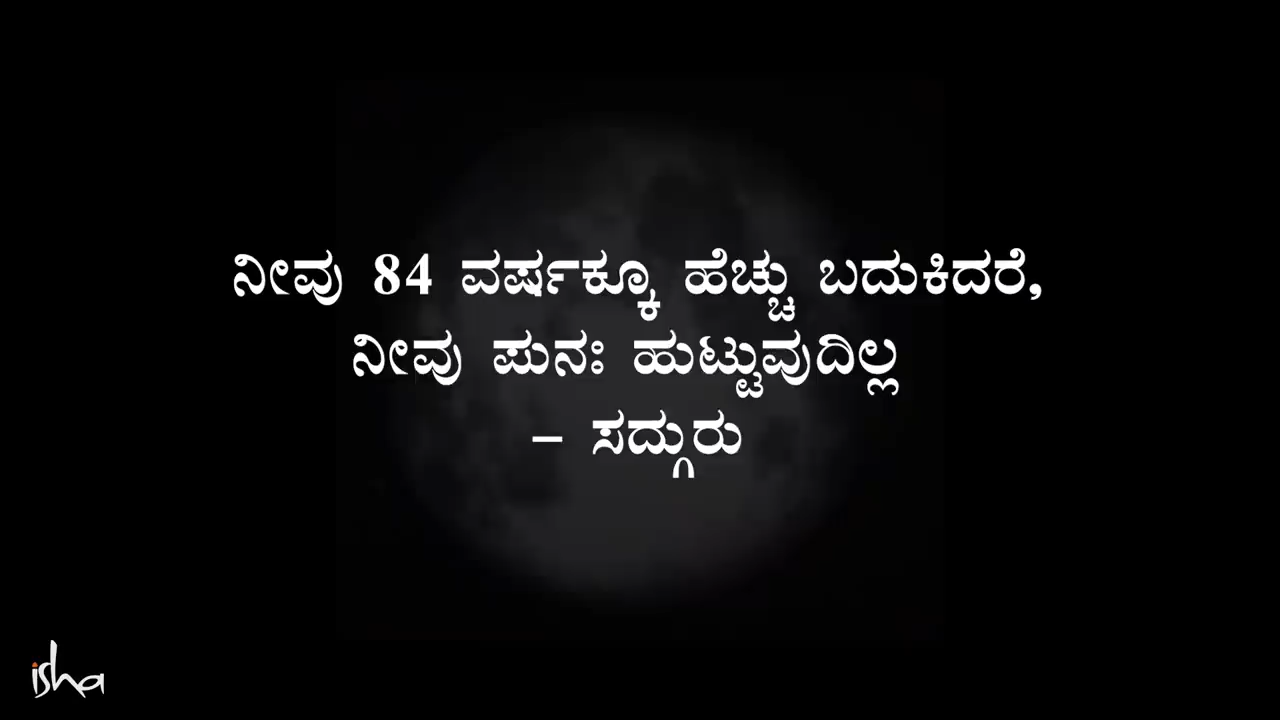 ನೀವು 84 ವರ್ಷಕ್ಕೂ ಹೆಚ್ಚು ಬದುಕಿದರೆ,
ನೀವು ಪುನಃ ಹುಟ್ಟುವುದಿಲ್ಲ
– ಸದ್ಗುರು
isha